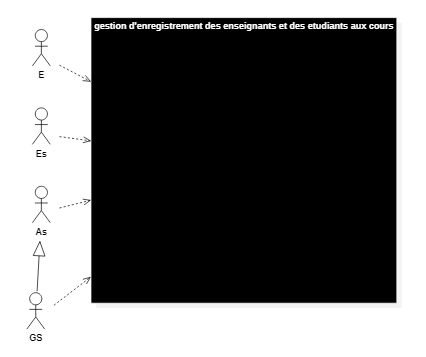 gestion d'enregistrement des enseignants et des etudiants aux cours
E
Es
As
GS